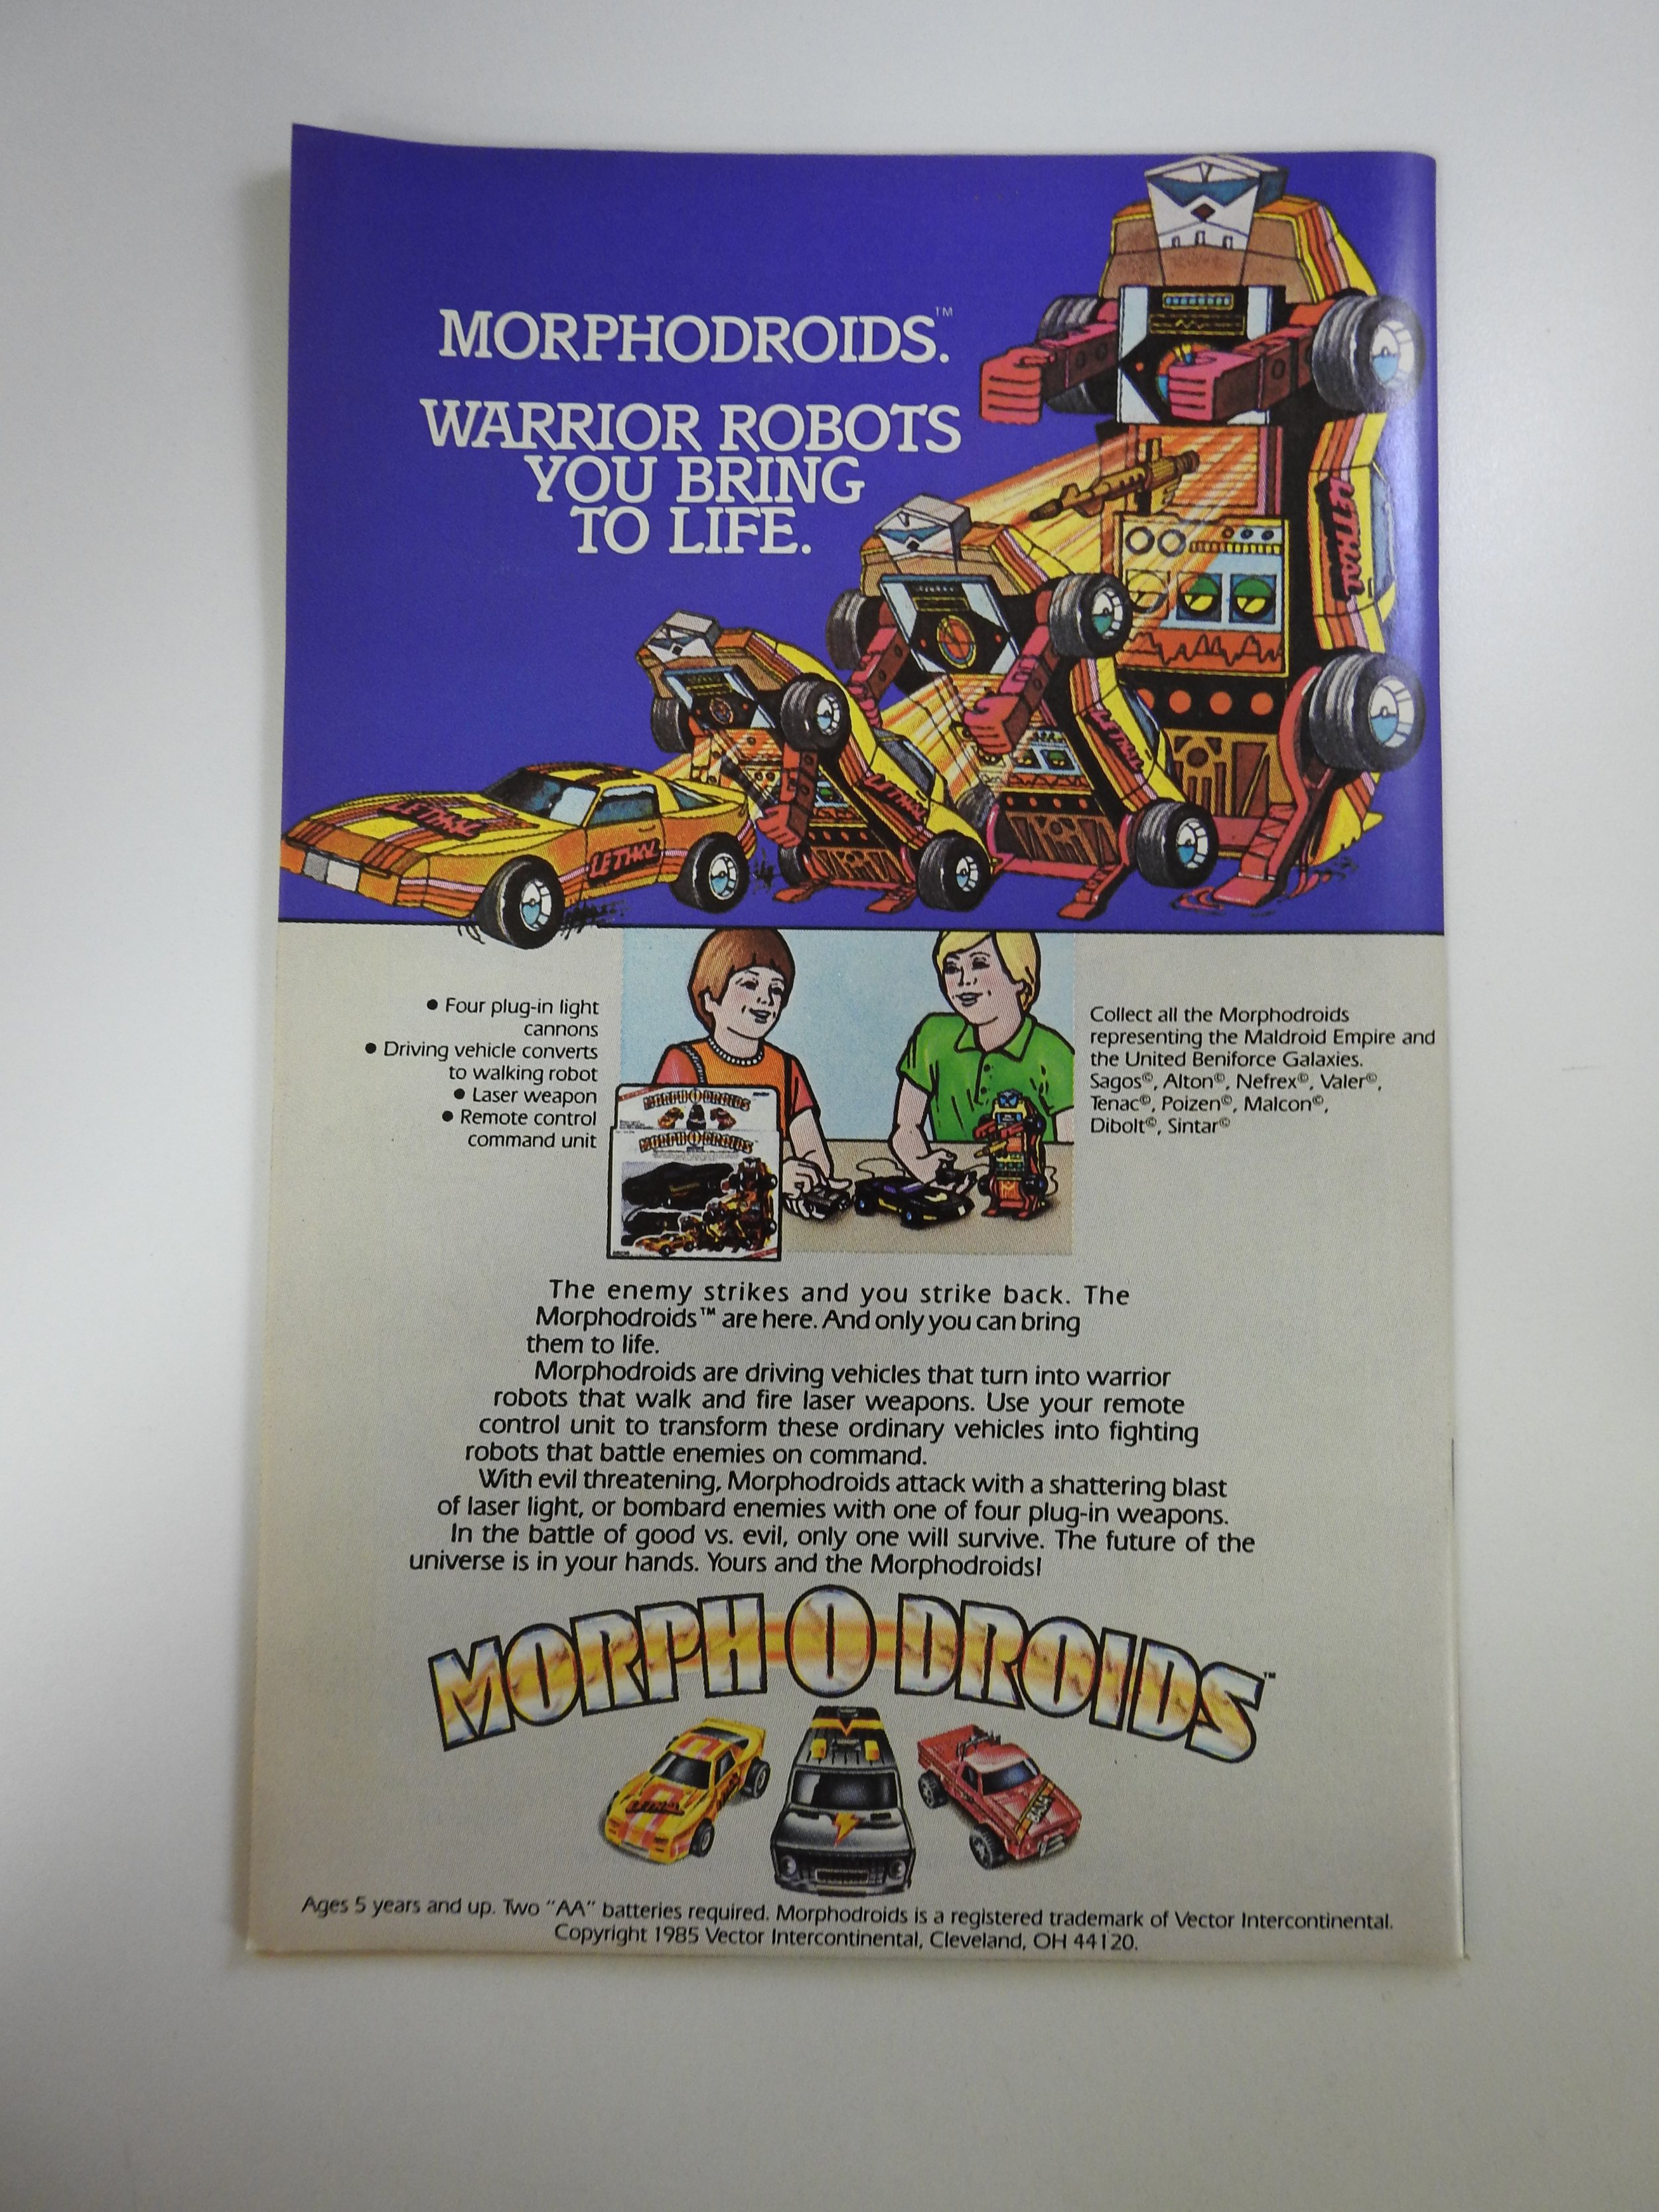 MORPHODROIDS.™
WARRIOR ROBOTS
YOU BRING
TO LIFE.
LETHAL
LETHAL
LETHAL
LETHAL
LETHAL
● Four plug-in light
cannons
● Driving vehicle converts
to walking robot
● Laser weapon
● Remote control
command unit
MORPHODROIDS
MORPHODROIDS
Collect all the Morphodroids
representing the Maldroid Empire and
the United Beniforce Galaxies.
Sagos©, Alton©, Nefrex©, Valer©,
Tenac©, Poizen©, Malcon©,
Dibolt©, Sintar©
The enemy strikes and you strike back. The
Morphodroids™ are here. And only you can bring
them to life.
Morphodroids are driving vehicles that turn into warrior
robots that walk and fire laser weapons. Use your remote
control unit to transform these ordinary vehicles into fighting
robots that battle enemies on command.
With evil threatening, Morphodroids attack with a shattering blast
of laser light, or bombard enemies with one of four plug-in weapons.
In the battle of good vs. evil, only one will survive. The future of the
universe is in your hands. Yours and the Morphodroids!
MORPH O DROIDS™
LETHAL
BAJA
Ages 5 years and up. Two "AA" batteries required. Morphodroids is a registered trademark of Vector Intercontinental.
Copyright 1985 Vector Intercontinental, Cleveland, OH 44120.